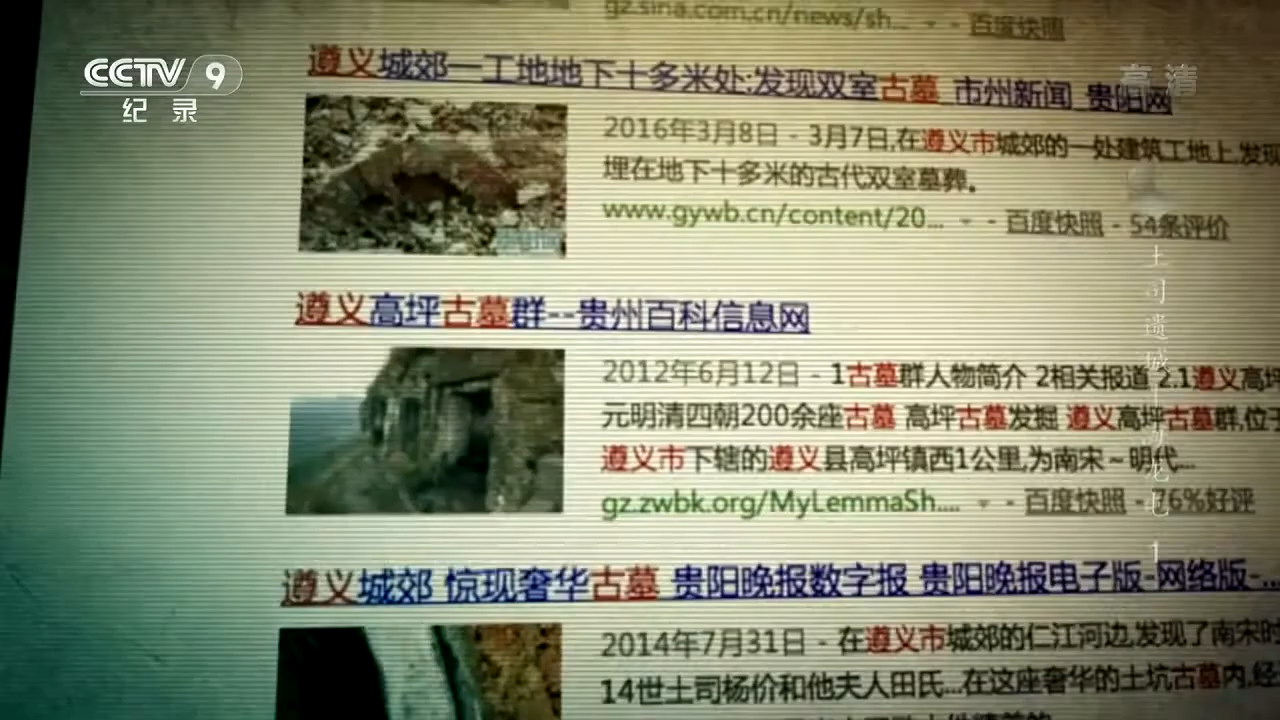 gz.sina.com.cn/news/sh... - 百度快照
CCTV 9
纪录
高清
遵义城郊一工地地下十多米处:发现双室古墓 市州新闻 贵阳网
2016年3月8日 - 3月7日,在遵义市城郊的一处建筑工地上,发现
埋在地下十多米的古代双室墓葬。
www.gywb.cn/content/20... - 百度快照 - 54条评价
土司遗城
1
遵义高坪古墓群--贵州百科信息网
2012年6月12日 - 1古墓群人物简介 2相关报道 2.1遵义高坪
元明清四朝200余座古墓 高坪古墓发掘 遵义高坪古墓群,位于
遵义市下辖的遵义县高坪镇西1公里,为南宋～明代...
gz.zwbk.org/MyLemmaSh.... - 百度快照 - 76%好评
遵义城郊 惊现奢华古墓 贵阳晚报数字报 贵阳晚报电子版-网络版-...
2014年7月31日 - 在遵义市城郊的仁江河边,发现了南宋时
14世土司杨价和他夫人田氏...在这座奢华的土坑古墓内,经